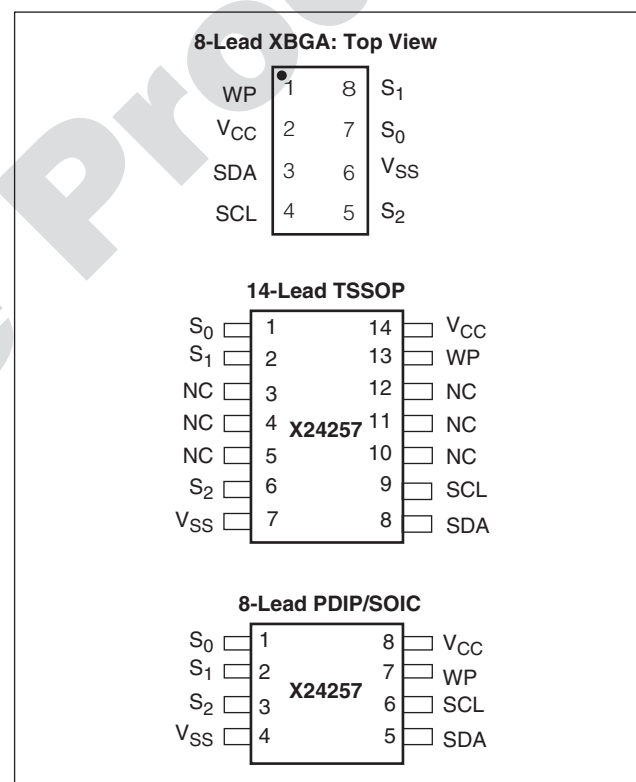 8-Lead XBGA: Top View
WP 1 8 S1
VCC 2 7 S0
SDA 3 6 VSS
SCL 4 5 S2
14-Lead TSSOP
S0 1 14 VCC
S1 2 13 WP
NC 3 12 NC
NC 4 X24257 11 NC
NC 5 10 NC
S2 6 9 SCL
VSS 7 8 SDA
8-Lead PDIP/SOIC
S0 1 8 VCC
S1 2 7 WP
X24257
S2 3 6 SCL
VSS 4 5 SDA